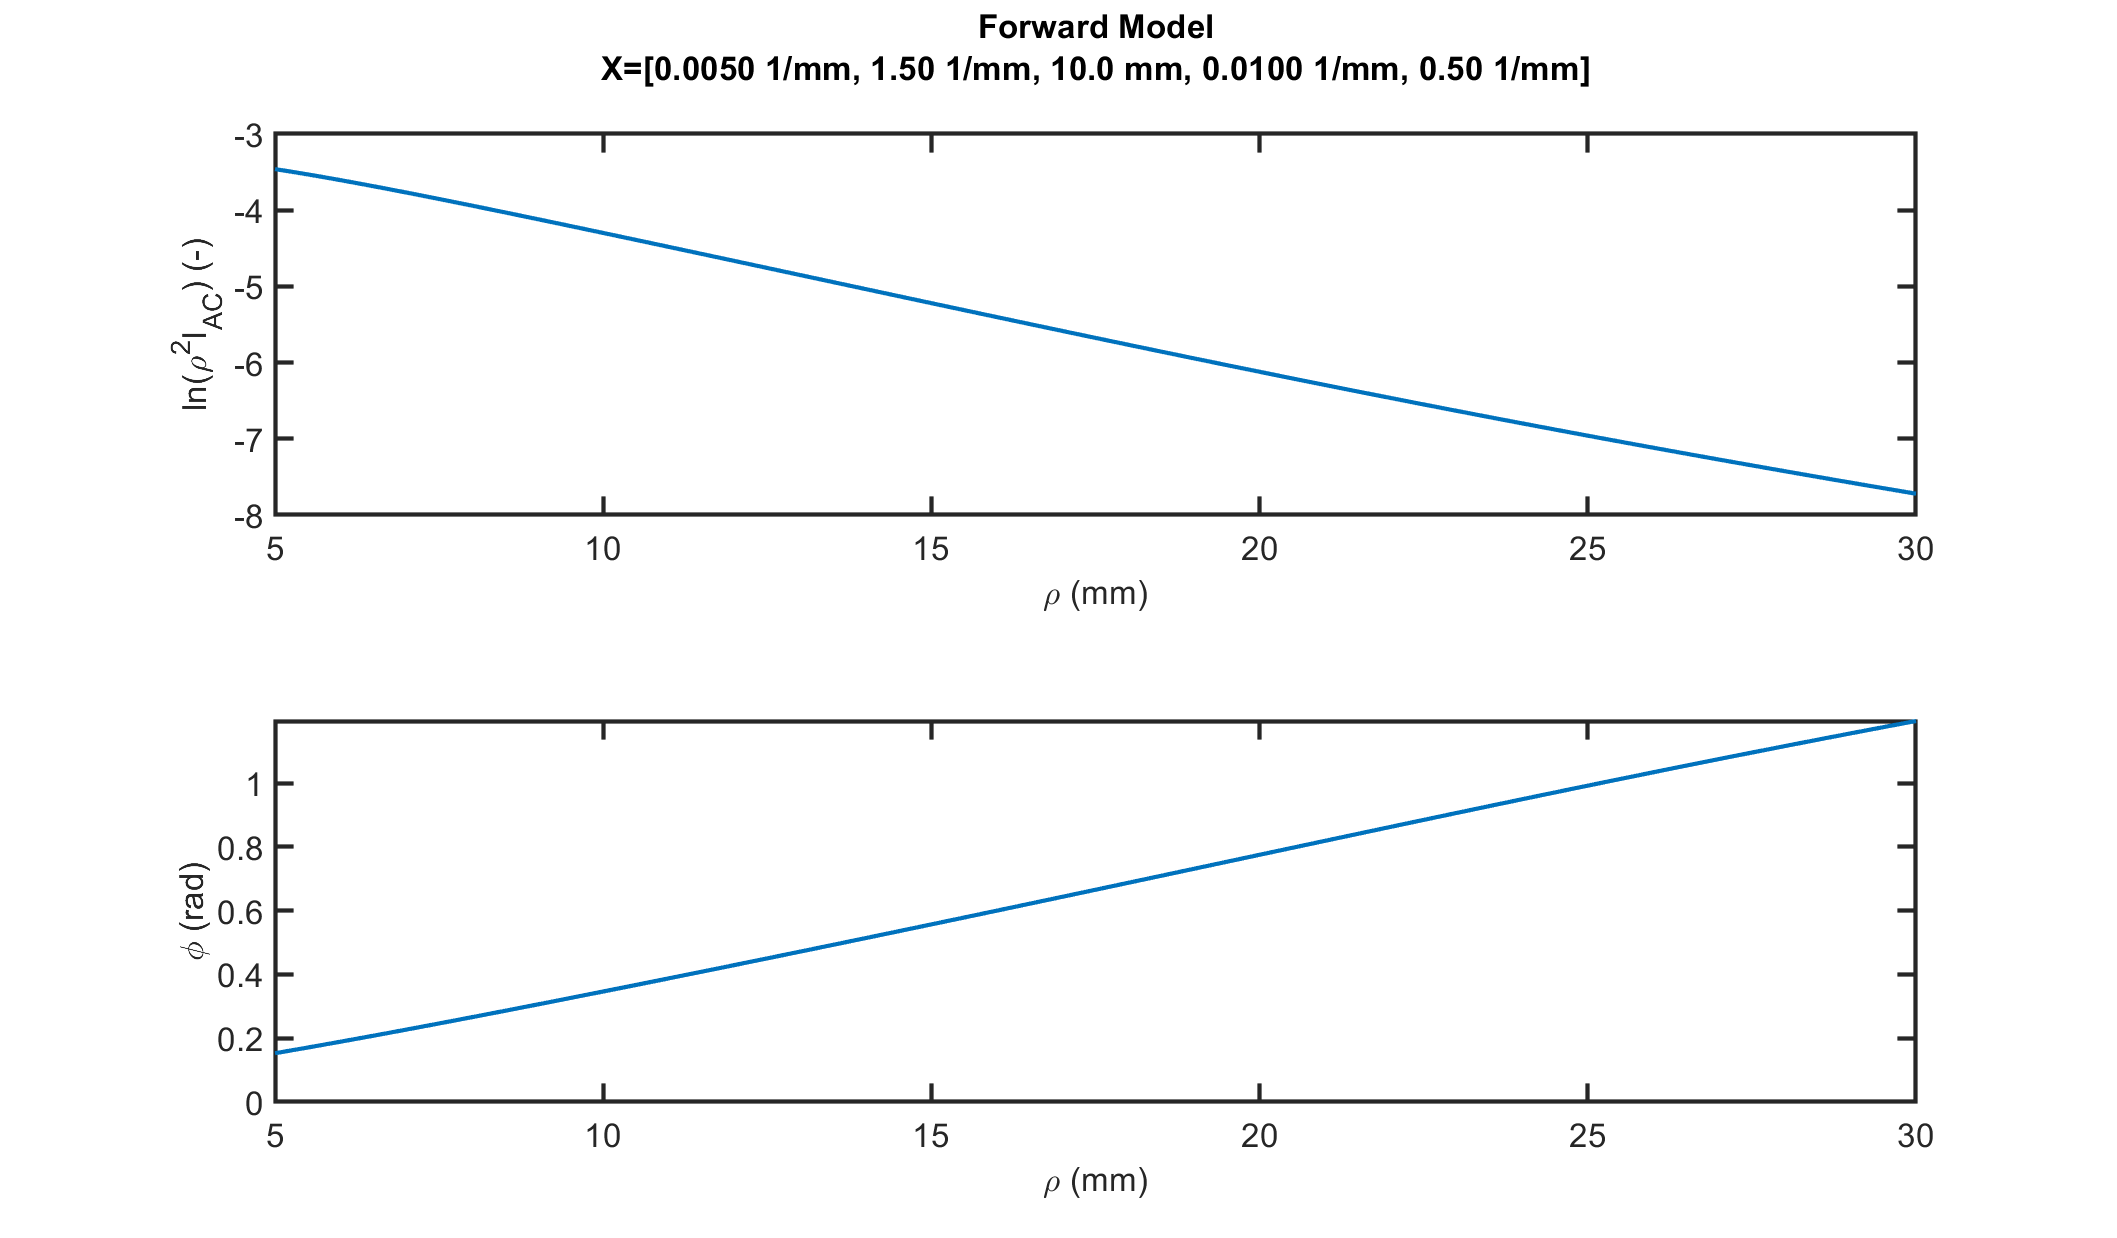 Forward Model
X=[0.0050 1/mm, 1.50 1/mm, 10.0 mm, 0.0100 1/mm, 0.50 1/mm]
ln(ρ²I_AC) (-)
-3
-4
-5
-6
-7
-8
5 10 15 20 25 30
ρ (mm)
ϕ (rad)
1
0.8
0.6
0.4
0.2
0
5 10 15 20 25 30
ρ (mm)